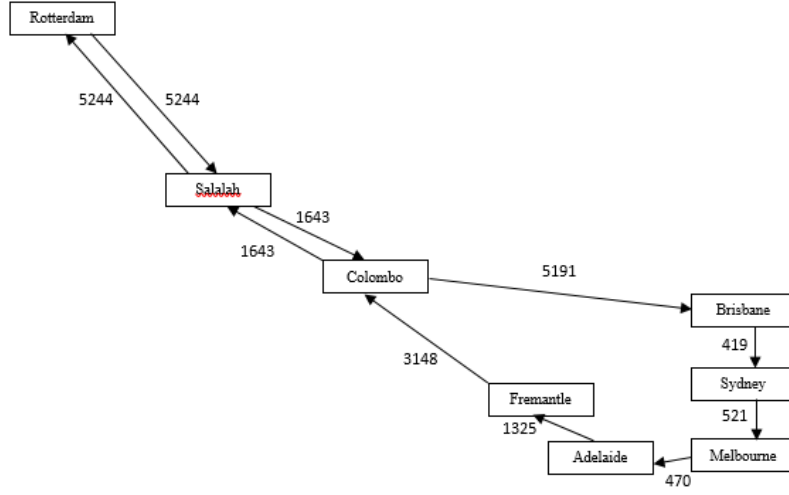 Rotterdam
5244
5244
Salalah
1643
1643
Colombo
5191
Brisbane
419
3148
Sydney
Fremantle
521
1325
Adelaide
Melbourne
470